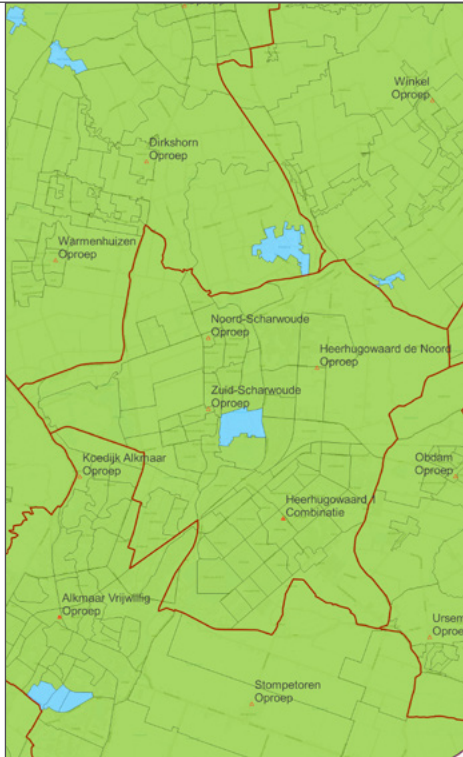 Winkel
Oproep
Dirkshorn
Oproep
Warmenhuizen
Oproep
Noord-Scharwoude
Oproep
Heerhugowaard de Noord
Oproep
Zuid-Scharwoude
Oproep
Koedijk Alkmaar
Oproep
Obdam
Oproep
Heerhugowaard 1
Combinatie
Alkmaar Vrijwillig
Oproep
Ursem
Oproe
Stompetoren
Oproep